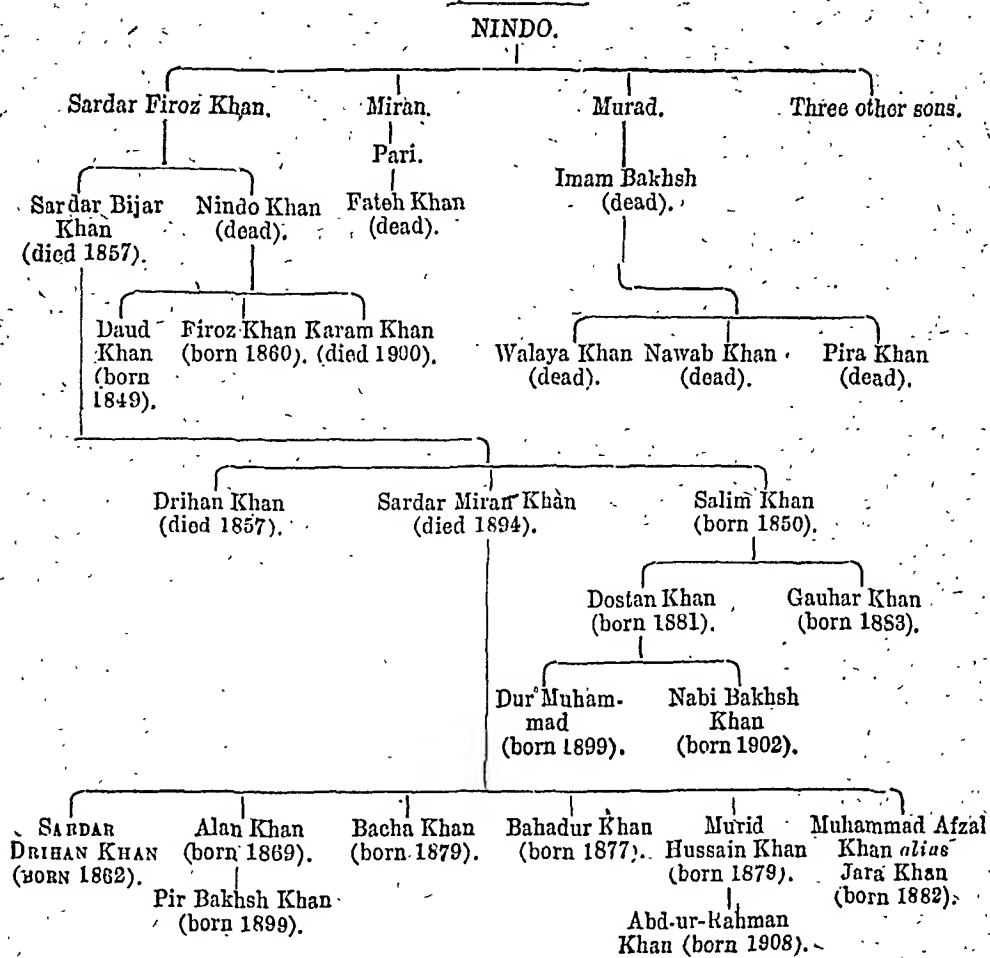 NINDO.
Sardar Firoz Khan. Miran. Murad. Three other sons.
Pari.
Imam Bakhsh
(dead).
Sardar Bijar Nindo Khan Fateh Khan
Khan (dead). (dead).
(died 1857).
Daud Firoz Khan Karam Khan
Khan (born 1860). (died 1900).
(born
1849).
Walaya Khan Nawab Khan Pira Khan
(dead). (dead). (dead).
Drihan Khan Sardar Miran Khan Salim Khan
(died 1857). (died 1894). (born 1850).
Dostan Khan Gauhar Khan
(born 1881). (born 1883).
Dur Muham- Nabi Bakhsh
mad Khan
(born 1899). (born 1902).
SARDAR Alan Khan Bacha Khan Bahadur Khan Murid Muhammad Afzal
DRIHAN KHAN (born 1869). (born 1879). (born 1877). Hussain Khan Khan alias
(BORN 1862). (born 1879). Jara Khan
Pir Bakhsh Khan (born 1882).
(born 1899). Abd-ur-Rahman
Khan (born 1908).